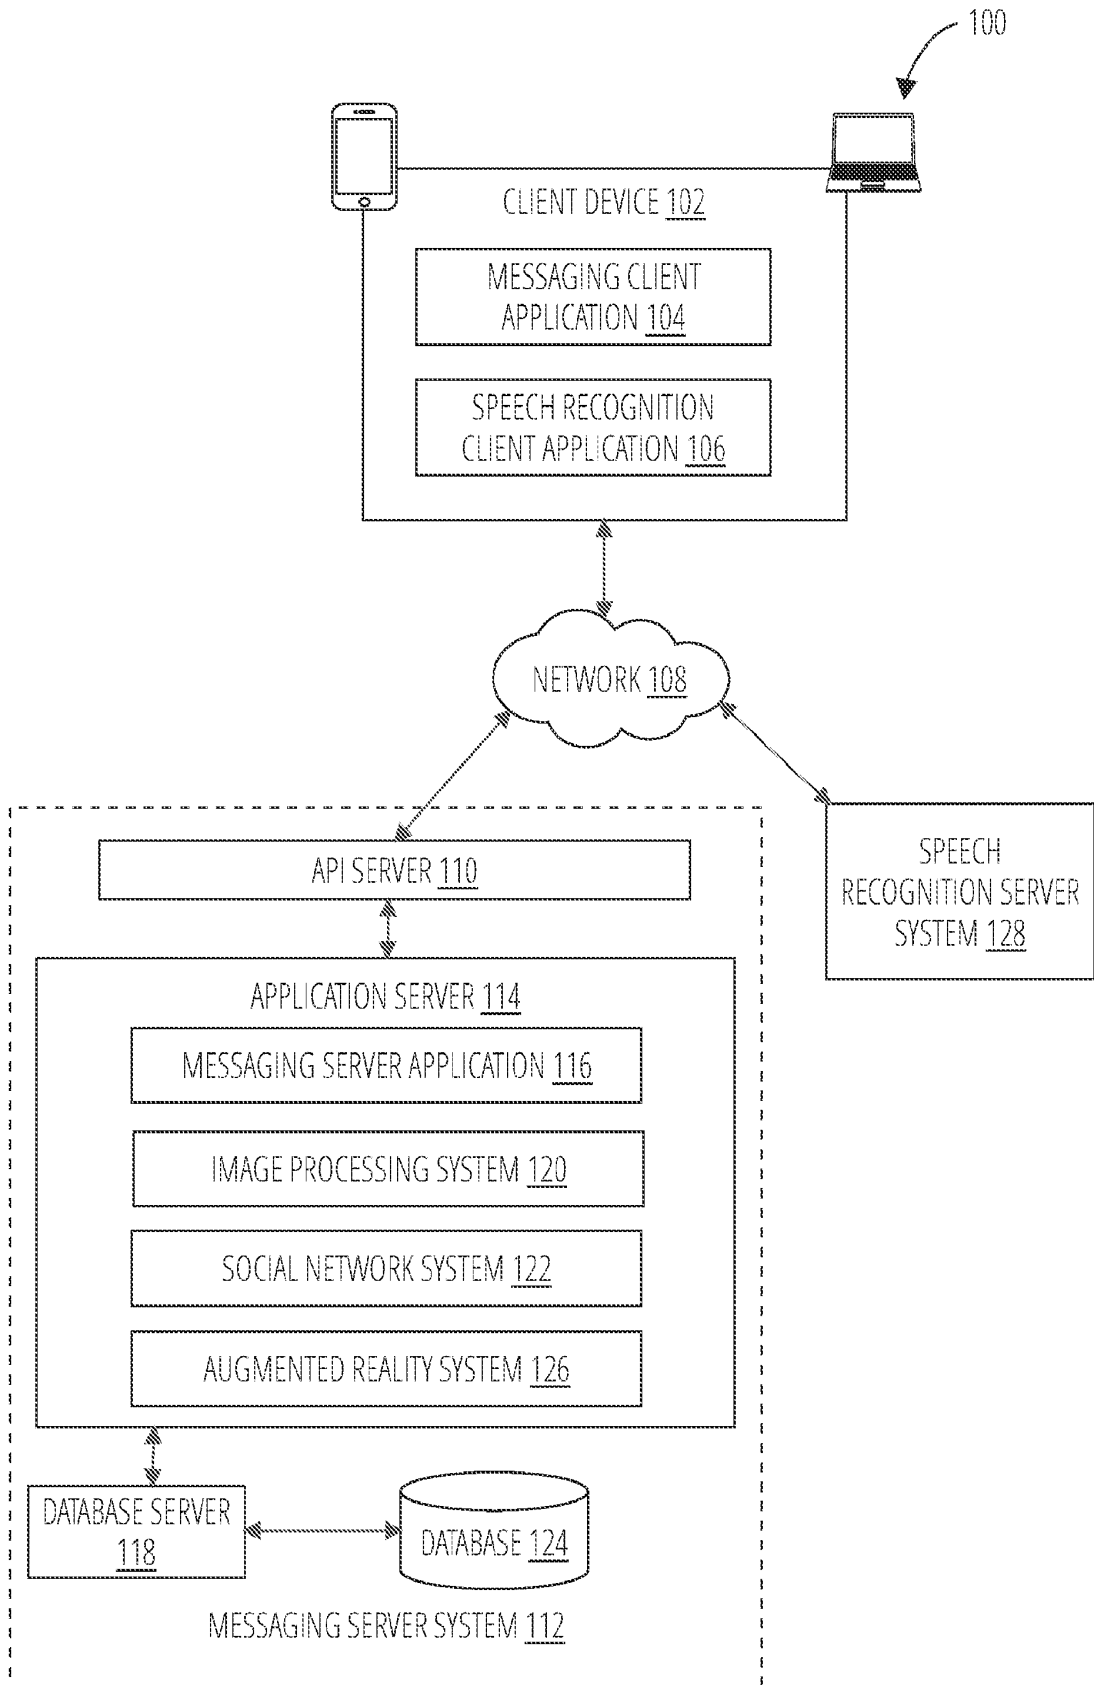 100
CLIENT DEVICE 102
MESSAGING CLIENT
APPLICATION 104
SPEECH RECOGNITION
CLIENT APPLICATION 106
NETWORK 108
API SERVER 110
SPEECH
RECOGNITION SERVER
SYSTEM 128
APPLICATION SERVER 114
MESSAGING SERVER APPLICATION 116
IMAGE PROCESSING SYSTEM 120
SOCIAL NETWORK SYSTEM 122
AUGMENTED REALITY SYSTEM 126
DATABASE SERVER
118
DATABASE 124
MESSAGING SERVER SYSTEM 112